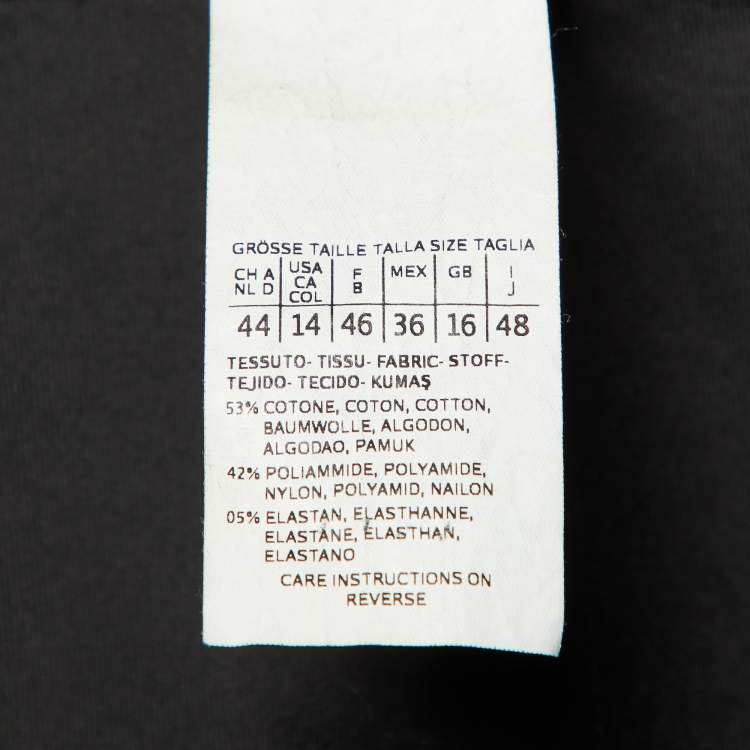 GRÖSSE TAILLE TALLA SIZE TAGLIA
CH A NL D | USA CA COL | F B | MEX | GB | I J
44 | 14 | 46 | 36 | 16 | 48
TESSUTO- TISSU- FABRIC- STOFF-
TEJIDO- TECIDO- KUMAŞ
53% COTONE, COTON, COTTON,
BAUMWOLLE, ALGODON,
ALGODAO, PAMUK
42% POLIAMMIDE, POLYAMIDE,
NYLON, POLYAMID, NAILON
05% ELASTAN, ELASTHANNE,
ELASTANE, ELASTHAN,
ELASTANO
CARE INSTRUCTIONS ON
REVERSE